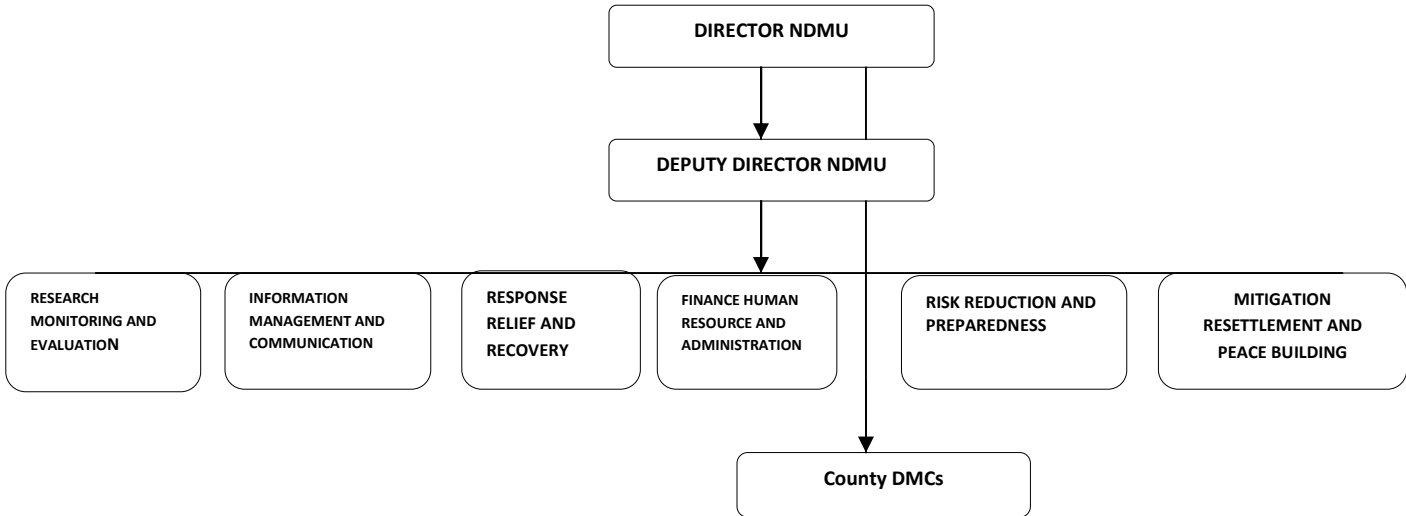 DIRECTOR NDMU
DEPUTY DIRECTOR NDMU
RESEARCH
MONITORING AND
EVALUATION
INFORMATION
MANAGEMENT AND
COMMUNICATION
RESPONSE
RELIEF AND
RECOVERY
FINANCE HUMAN
RESOURCE AND
ADMINISTRATION
RISK REDUCTION AND
PREPAREDNESS
MITIGATION
RESETTLEMENT AND
PEACE BUILDING
County DMCs